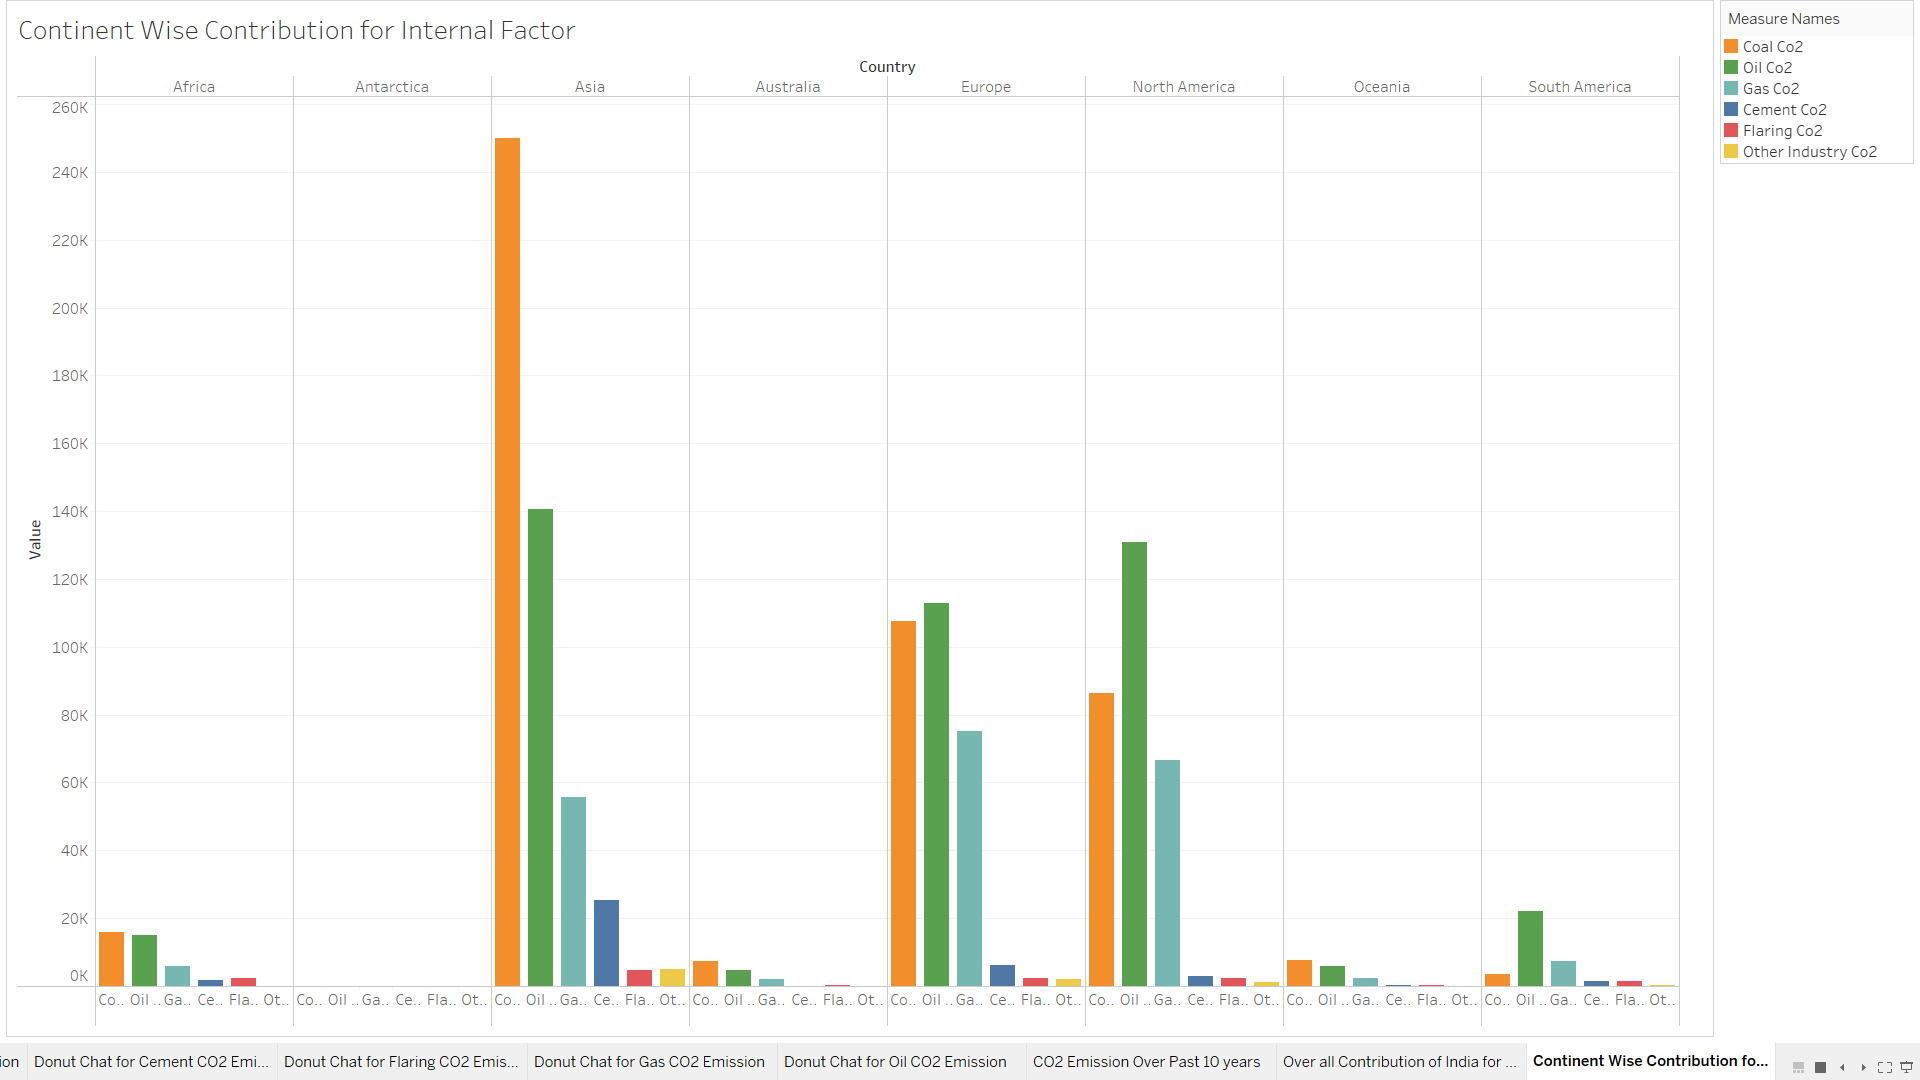 Continent Wise Contribution for Internal Factor
Country
Africa Antarctica Asia Australia Europe North America Oceania South America
260K
240K
220K
200K
180K
160K
140K
120K
100K
80K
60K
40K
20K
0K
Value
Co.. Oil .. Ga.. Ce.. Fla.. Ot.. Co.. Oil .. Ga.. Ce.. Fla.. Ot.. Co.. Oil .. Ga.. Ce.. Fla.. Ot.. Co.. Oil .. Ga.. Ce.. Fla.. Ot.. Co.. Oil .. Ga.. Ce.. Fla.. Ot.. Co.. Oil .. Ga.. Ce.. Fla.. Ot.. Co.. Oil .. Ga.. Ce.. Fla.. Ot.. Co.. Oil .. Ga.. Ce.. Fla.. Ot..
Measure Names
Coal Co2
Oil Co2
Gas Co2
Cement Co2
Flaring Co2
Other Industry Co2
ion Donut Chat for Cement CO2 Emi... Donut Chat for Flaring CO2 Emis... Donut Chat for Gas CO2 Emission Donut Chat for Oil CO2 Emission CO2 Emission Over Past 10 years Over all Contribution of India for ... Continent Wise Contribution fo...